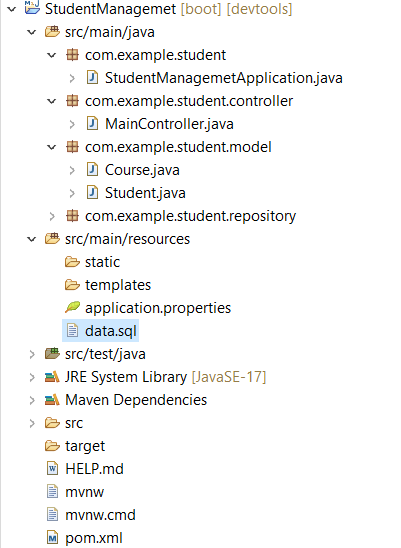 StudentManagemet [boot] [devtools]
src/main/java
com.example.student
StudentManagemetApplication.java
com.example.student.controller
MainController.java
com.example.student.model
Course.java
Student.java
com.example.student.repository
src/main/resources
static
templates
application.properties
data.sql
src/test/java
JRE System Library [JavaSE-17]
Maven Dependencies
src
target
HELP.md
mvnw
mvnw.cmd
pom.xml